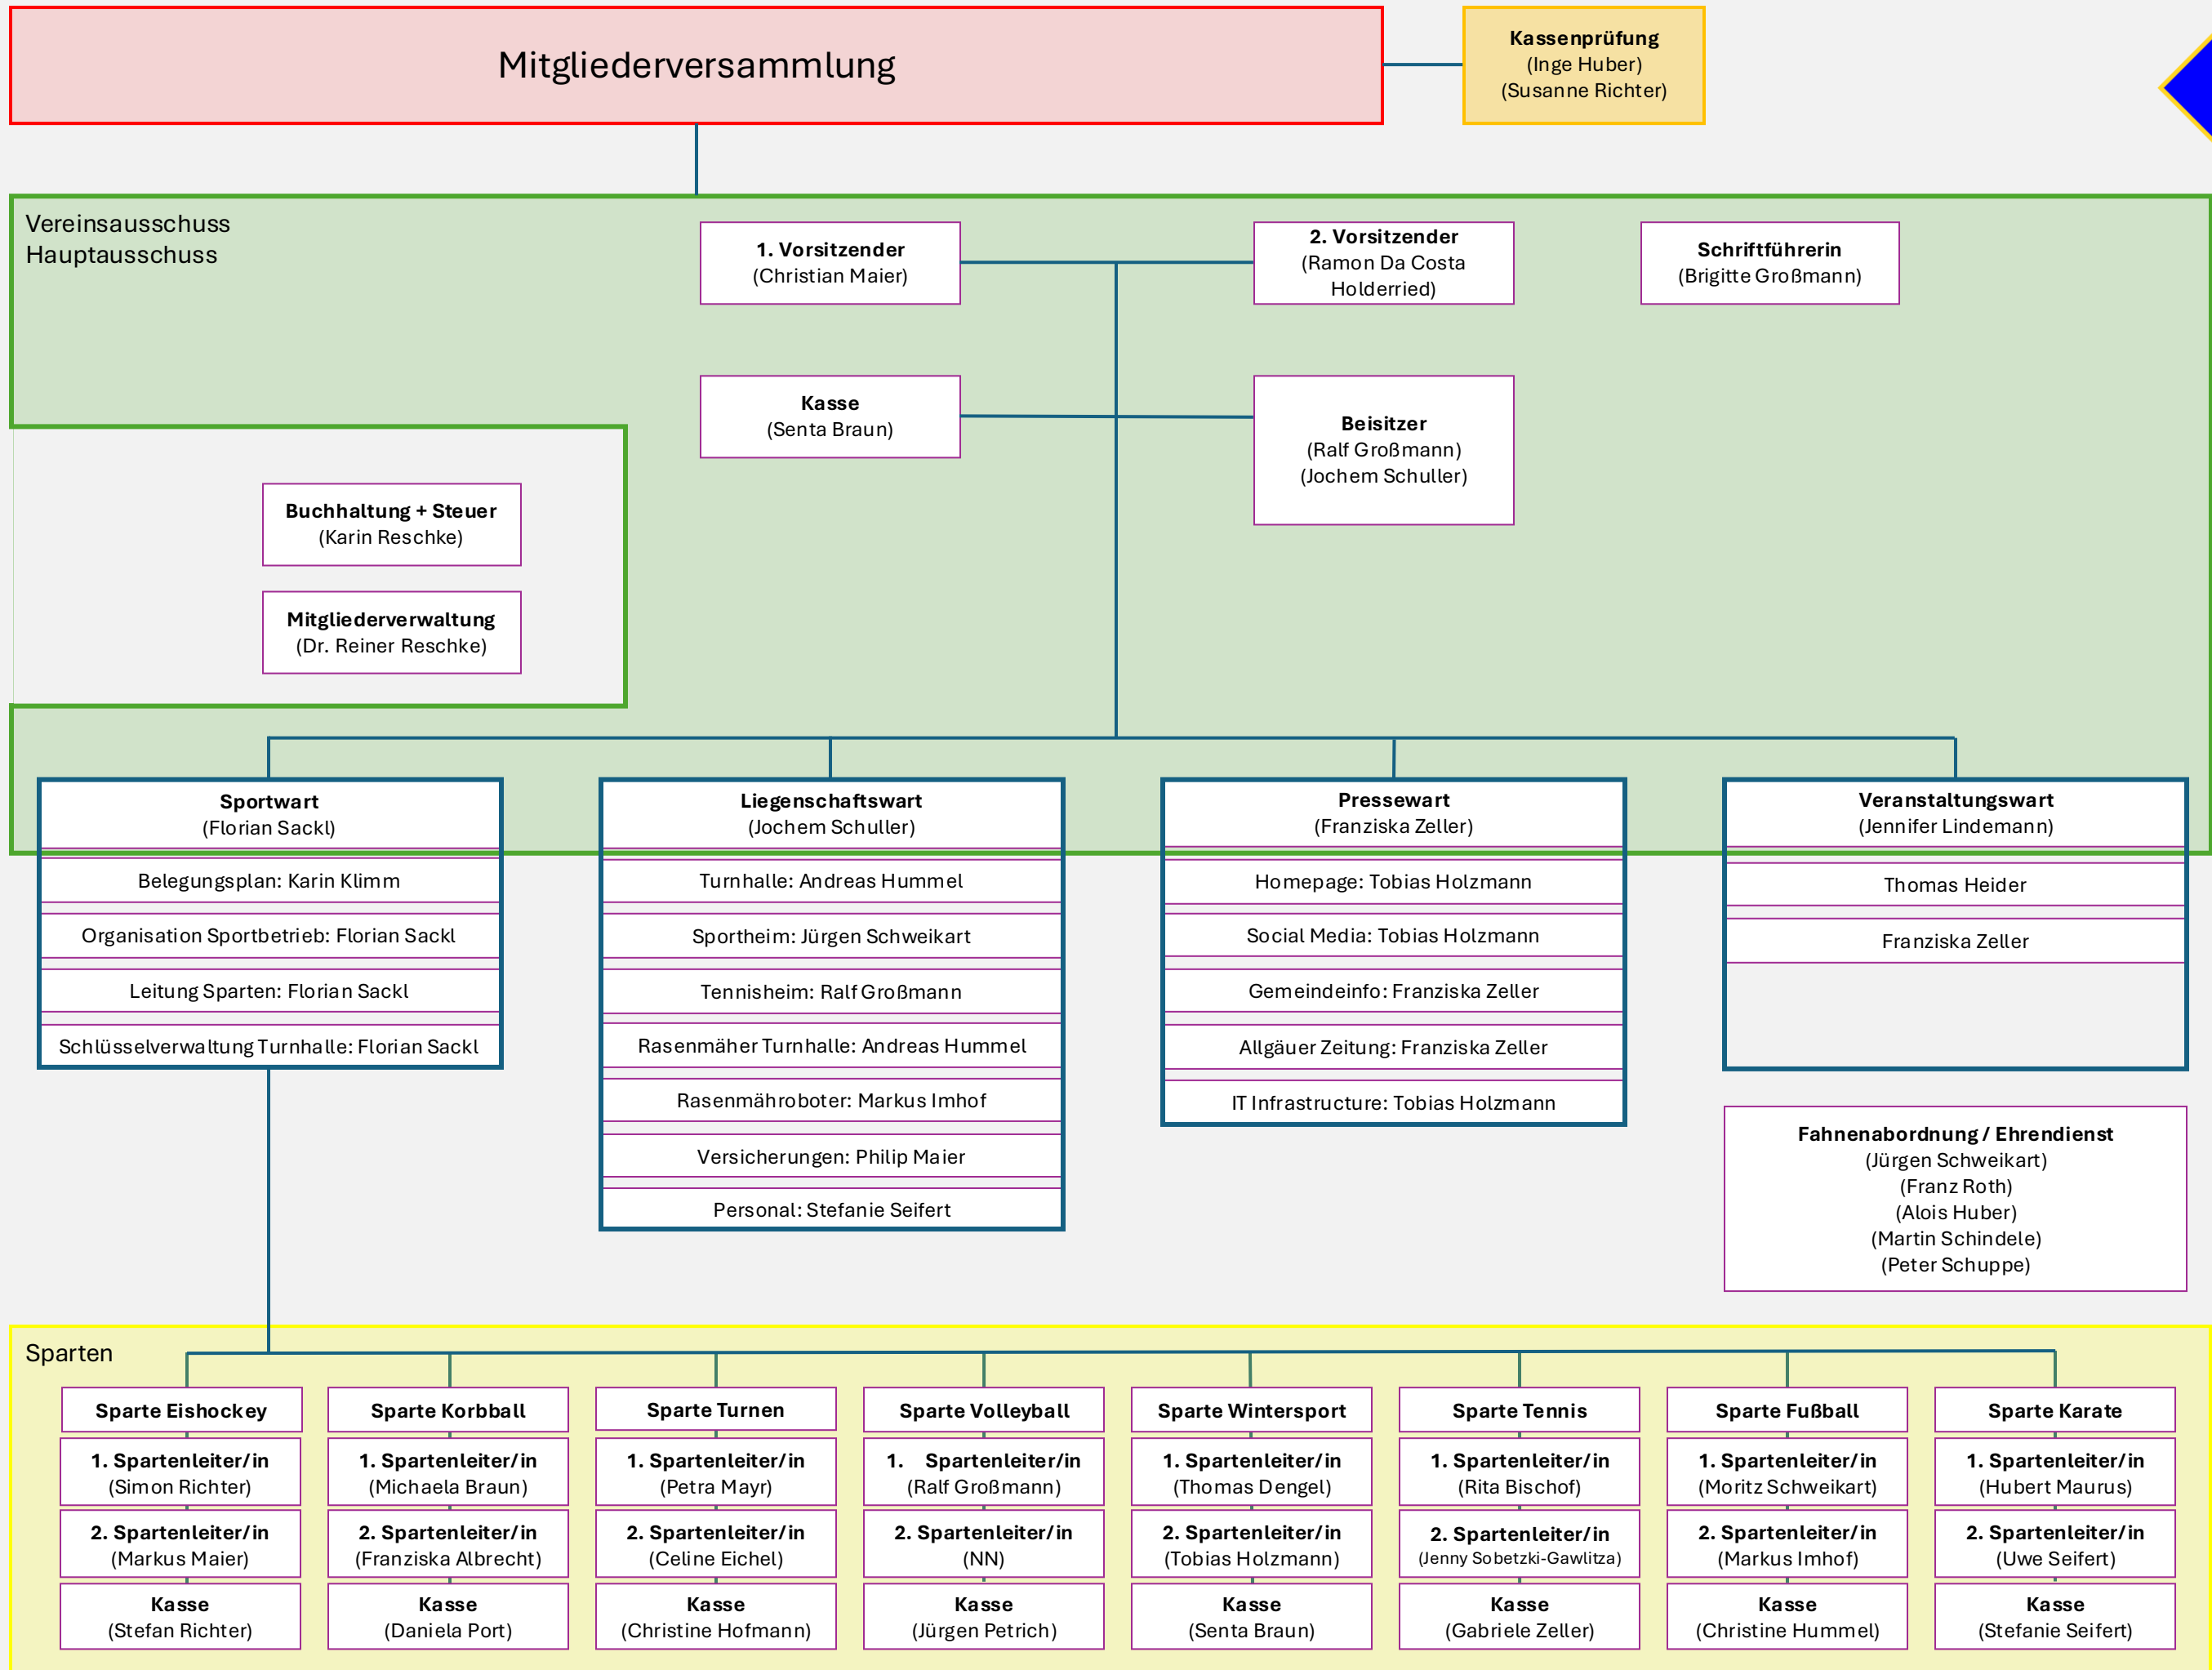 Mitgliederversammlung
Kassenprüfung
(Inge Huber)
(Susanne Richter)
Vereinsausschuss
Hauptausschuss
1. Vorsitzender
(Christian Maier)
2. Vorsitzender
(Ramon Da Costa
Holderried)
Schriftführerin
(Brigitte Großmann)
Kasse
(Senta Braun)
Beisitzer
(Ralf Großmann)
(Jochem Schuller)
Buchhaltung + Steuer
(Karin Reschke)
Mitgliederverwaltung
(Dr. Reiner Reschke)
Sportwart
(Florian Sackl)
Belegungsplan: Karin Klimm
Organisation Sportbetrieb: Florian Sackl
Leitung Sparten: Florian Sackl
Schlüsselverwaltung Turnhalle: Florian Sackl
Liegenschaftswart
(Jochem Schuller)
Turnhalle: Andreas Hummel
Sportheim: Jürgen Schweikart
Tennisheim: Ralf Großmann
Rasenmäher Turnhalle: Andreas Hummel
Rasenmähroboter: Markus Imhof
Versicherungen: Philip Maier
Personal: Stefanie Seifert
Pressewart
(Franziska Zeller)
Homepage: Tobias Holzmann
Social Media: Tobias Holzmann
Gemeindeinfo: Franziska Zeller
Allgäuer Zeitung: Franziska Zeller
IT Infrastructure: Tobias Holzmann
Veranstaltungswart
(Jennifer Lindemann)
Thomas Heider
Franziska Zeller
Fahnenabordnung / Ehrendienst
(Jürgen Schweikart)
(Franz Roth)
(Alois Huber)
(Martin Schindele)
(Peter Schuppe)
Sparten
Sparte Eishockey
1. Spartenleiter/in
(Simon Richter)
2. Spartenleiter/in
(Markus Maier)
Kasse
(Stefan Richter)
Sparte Korbball
1. Spartenleiter/in
(Michaela Braun)
2. Spartenleiter/in
(Franziska Albrecht)
Kasse
(Daniela Port)
Sparte Turnen
1. Spartenleiter/in
(Petra Mayr)
2. Spartenleiter/in
(Celine Eichel)
Kasse
(Christine Hofmann)
Sparte Volleyball
1. Spartenleiter/in
(Ralf Großmann)
2. Spartenleiter/in
(NN)
Kasse
(Jürgen Petrich)
Sparte Wintersport
1. Spartenleiter/in
(Thomas Dengel)
2. Spartenleiter/in
(Tobias Holzmann)
Kasse
(Senta Braun)
Sparte Tennis
1. Spartenleiter/in
(Rita Bischof)
2. Spartenleiter/in
(Jenny Sobetzki-Gawlitza)
Kasse
(Gabriele Zeller)
Sparte Fußball
1. Spartenleiter/in
(Moritz Schweikart)
2. Spartenleiter/in
(Markus Imhof)
Kasse
(Christine Hummel)
Sparte Karate
1. Spartenleiter/in
(Hubert Maurus)
2. Spartenleiter/in
(Uwe Seifert)
Kasse
(Stefanie Seifert)